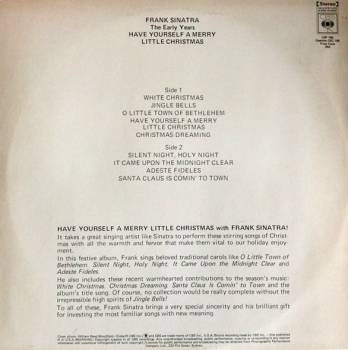 FRANK SINATRA
The Early Years
HAVE YOURSELF A MERRY
LITTLE CHRISTMAS
Stereo
Side 1
WHITE CHRISTMAS
JINGLE BELLS
O LITTLE TOWN OF BETHLEHEM
HAVE YOURSELF A MERRY
LITTLE CHRISTMAS
CHRISTMAS DREAMING
Side 2
SILENT NIGHT, HOLY NIGHT
IT CAME UPON THE MIDNIGHT CLEAR
ADESTE FIDELES
SANTA CLAUS IS COMIN' TO TOWN
HAVE YOURSELF A MERRY LITTLE CHRISTMAS with FRANK SINATRA!
It takes a great singing artist like Sinatra to perform these stirring songs of Christ-
mas with all the warmth and fervor that make them vital to our holiday enjoy-
ment.
In this festive album, Frank sings beloved traditional carols like O Little Town of
Bethlehem, Silent Night, Holy Night, It Came Upon the Midnight Clear and
Adeste Fideles.
He also includes these recent warmhearted contributions to the season's music:
White Christmas, Christmas Dreaming, Santa Claus Is Comin' to Town and the
album's title song. Of course, no collection would be really complete without the
irrepressible high spirits of Jingle Bells!
To all of these, Frank Sinatra brings a very special sincerity and his brilliant gift
for investing the most familiar songs with new meaning.